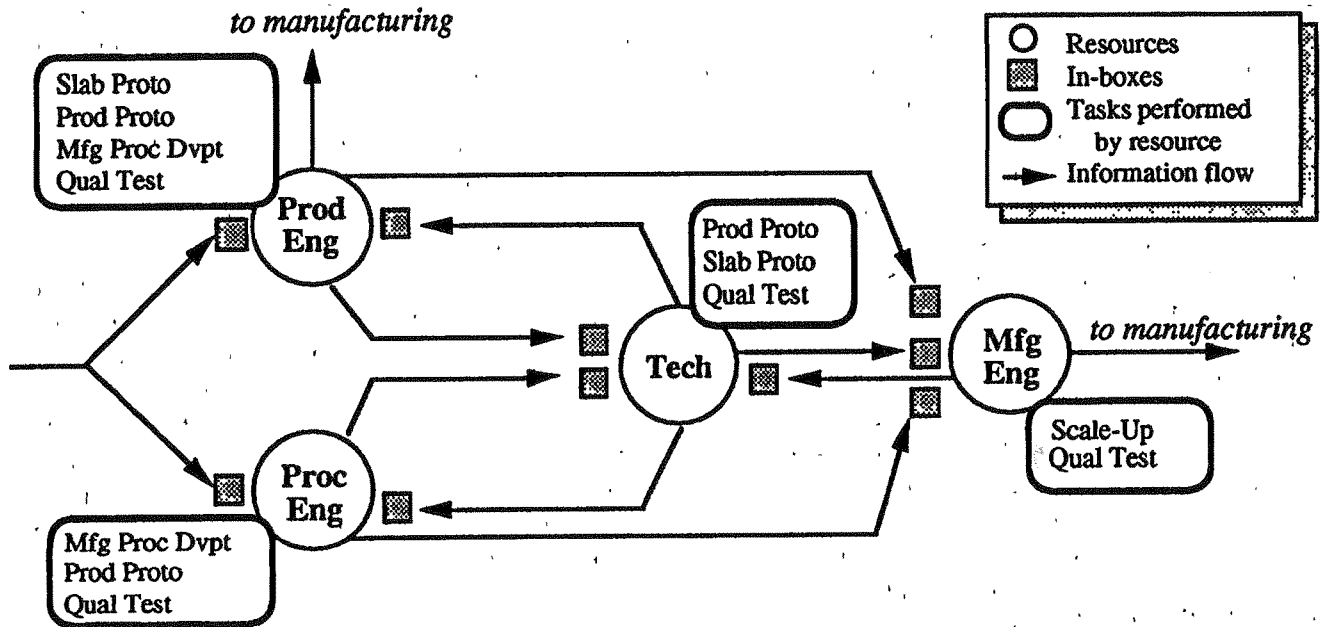 to manufacturing
Slab Proto
Prod Proto
Mfg Proc Dvpt
Qual Test
Prod
Eng
Resources
In-boxes
Tasks performed
by resource
Information flow
Prod Proto
Slab Proto
Qual Test
Tech
Mfg
Eng
to manufacturing
Scale-Up
Qual Test
Proc
Eng
Mfg Proc Dvpt
Prod Proto
Qual Test